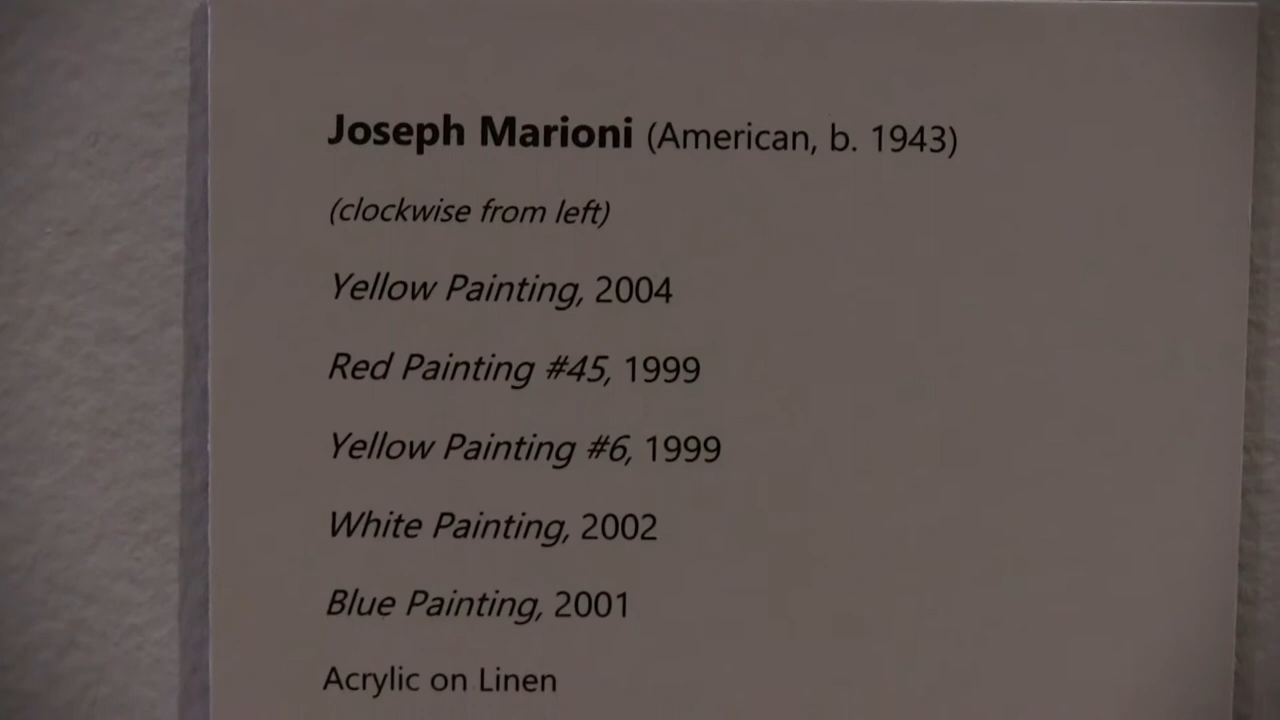 Joseph Marioni (American, b. 1943)
(clockwise from left)
Yellow Painting, 2004
Red Painting #45, 1999
Yellow Painting #6, 1999
White Painting, 2002
Blue Painting, 2001
Acrylic on Linen